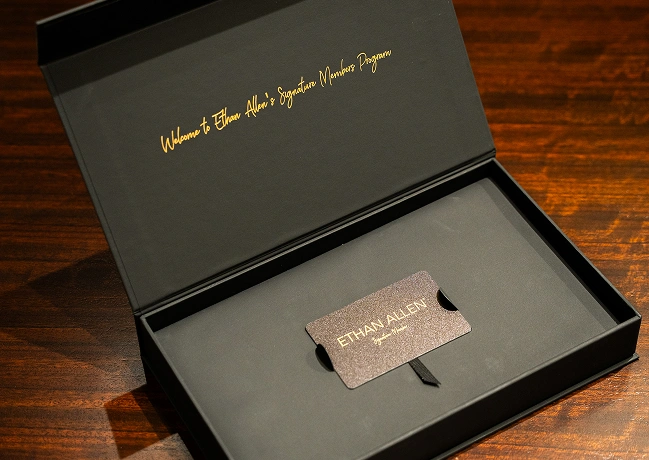 Welcome to Ethan Allen's Signature Members Program
ETHAN ALLEN
Signature Member